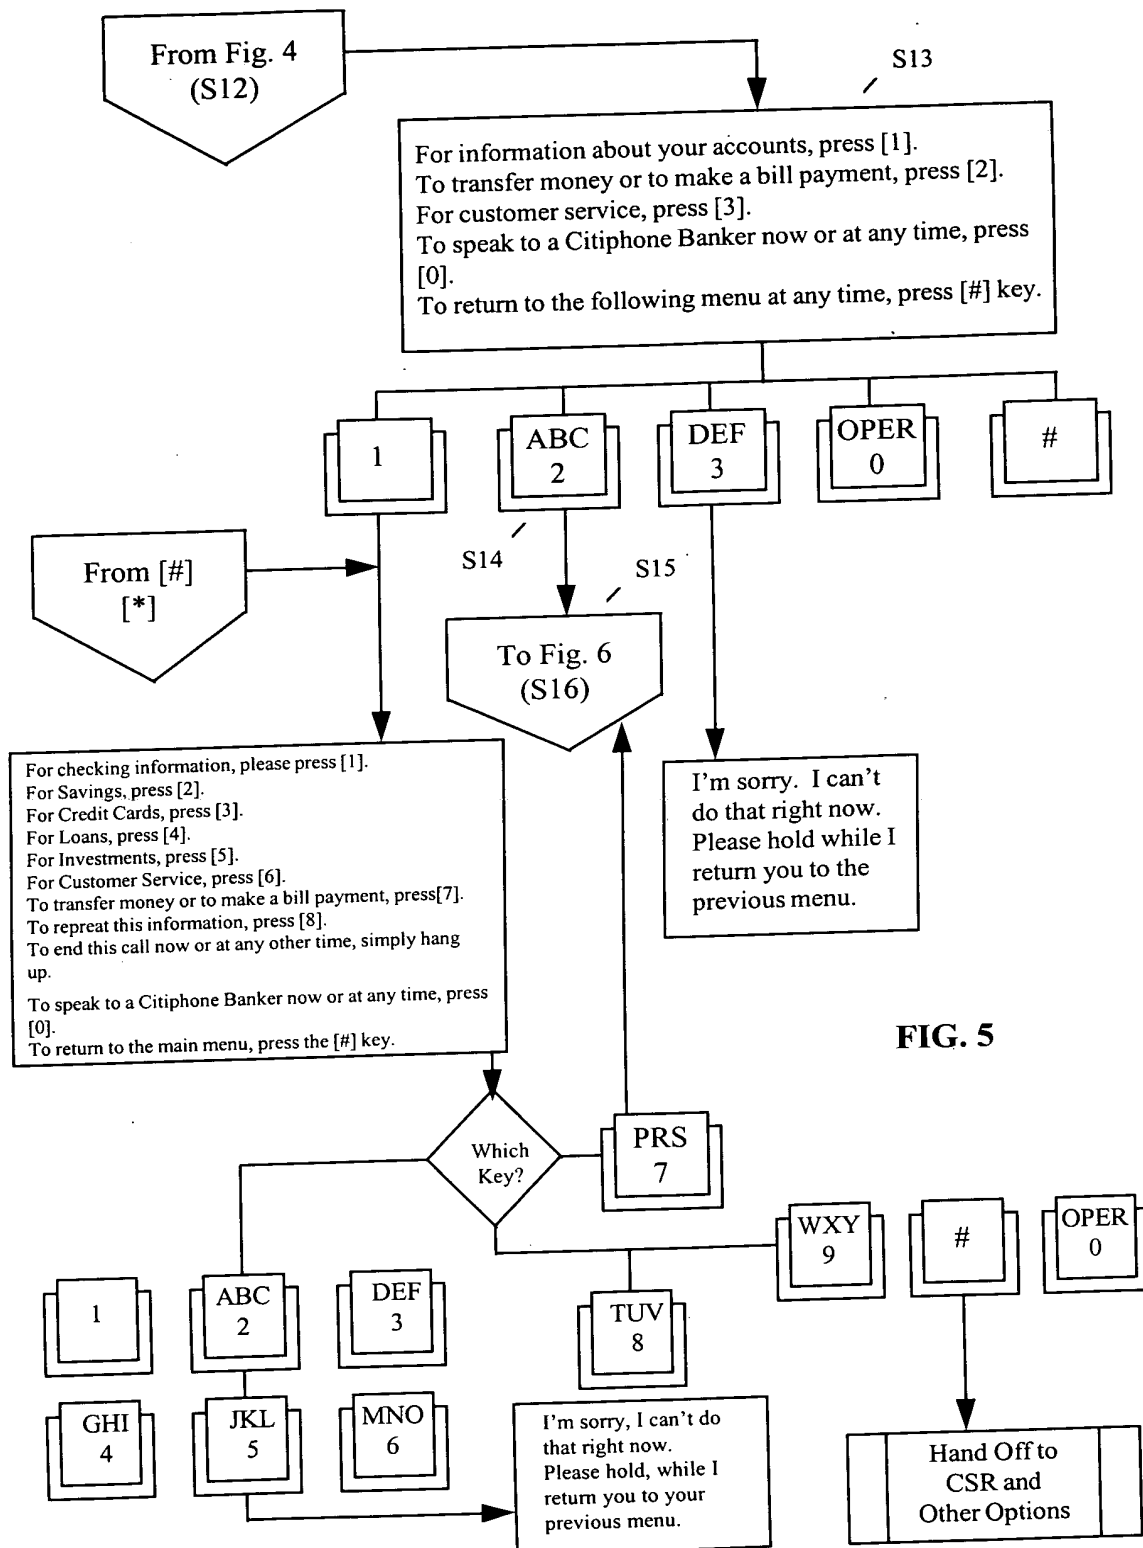 From Fig. 4
(S12)
S13
For information about your accounts, press [1].
To transfer money or to make a bill payment, press [2].
For customer service, press [3].
To speak to a Citiphone Banker now or at any time, press
[0].
To return to the following menu at any time, press [#] key.
1
ABC
2
DEF
3
OPER
0
#
S14
From [#]
[*]
S15
To Fig. 6
(S16)
For checking information, please press [1].
For Savings, press [2].
For Credit Cards, press [3].
For Loans, press [4].
For Investments, press [5].
For Customer Service, press [6].
To transfer money or to make a bill payment, press[7].
To repreat this information, press [8].
To end this call now or at any other time, simply hang
up.
To speak to a Citiphone Banker now or at any time, press
[0].
To return to the main menu, press the [#] key.
I'm sorry. I can't
do that right now.
Please hold while I
return you to the
previous menu.
FIG. 5
Which
Key?
PRS
7
WXY
9
#
OPER
0
1
ABC
2
DEF
3
TUV
8
GHI
4
JKL
5
MNO
6
I'm sorry, I can't do
that right now.
Please hold, while I
return you to your
previous menu.
Hand Off to
CSR and
Other Options